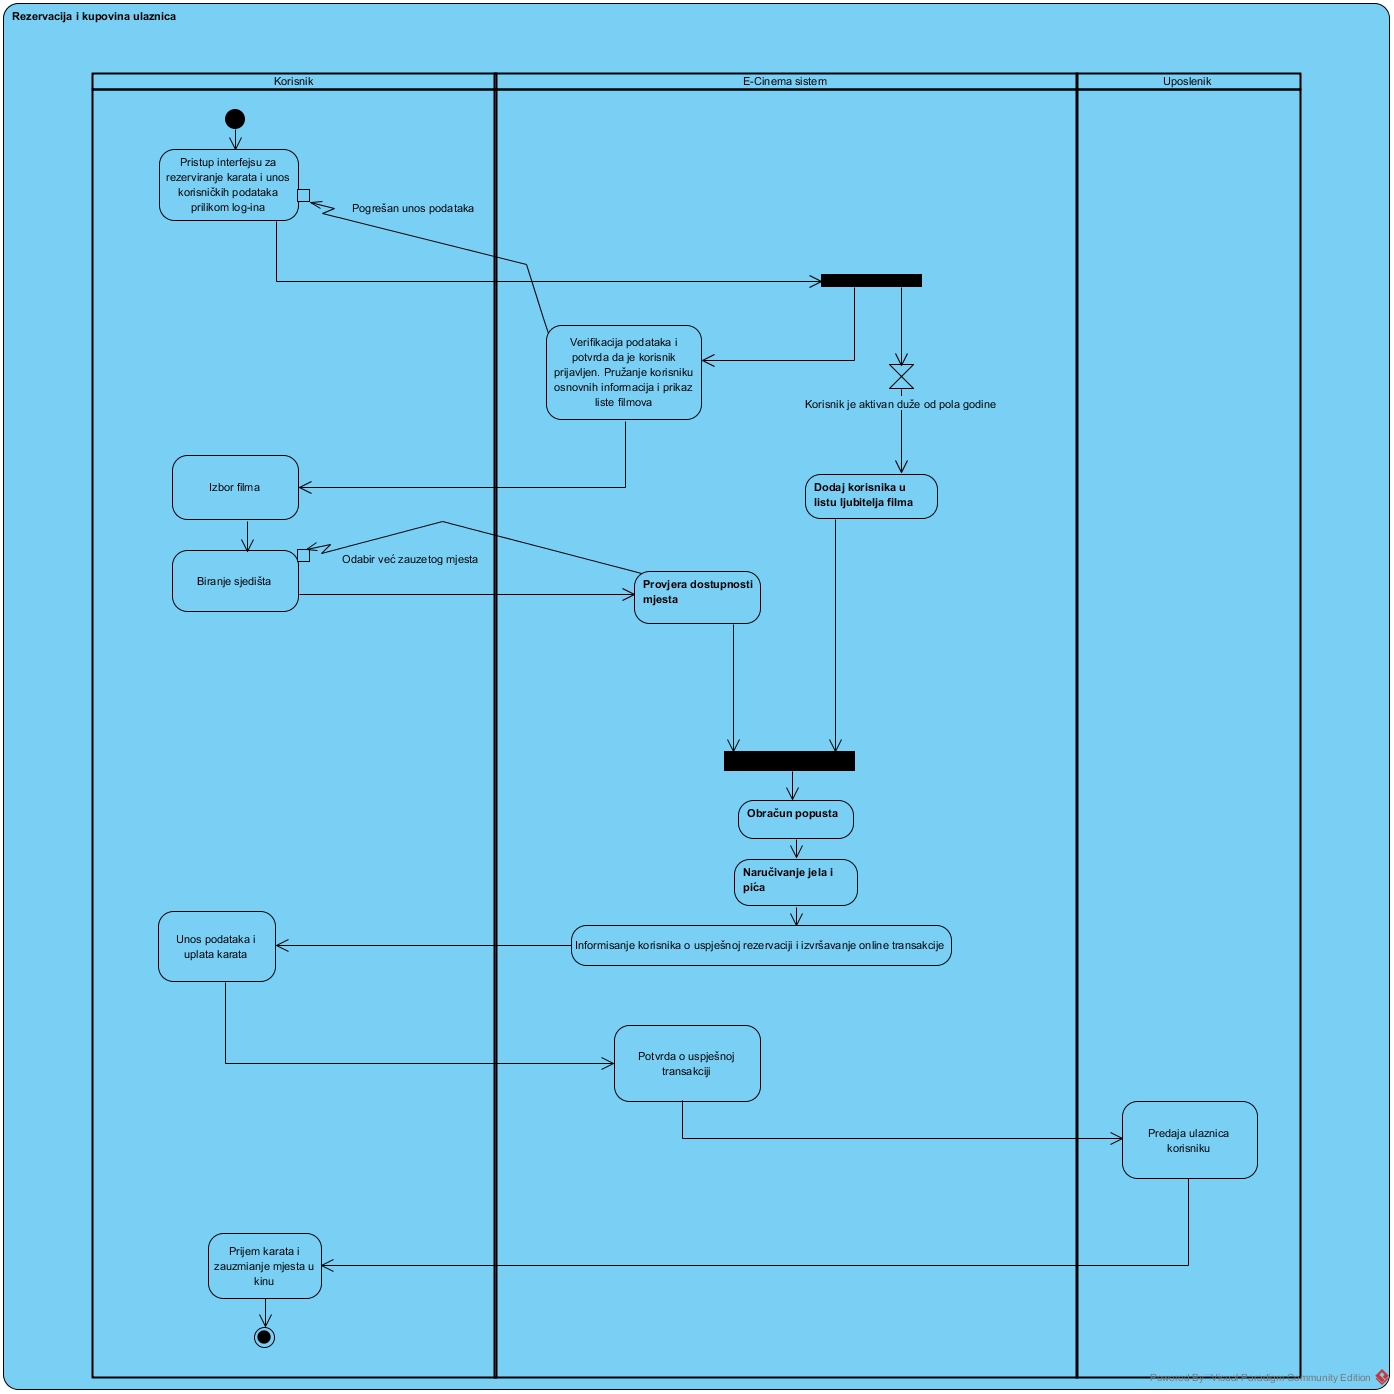 Rezervacija i kupovina ulaznica
Korisnik
E-Cinema sistem
Uposlenik
Pristup interfejsu za
rezerviranje karata i unos
korisničkih podataka
prilikom log-ina
Pogrešan unos podataka
Verifikacija podataka i
potvrda da je korisnik
prijavljen. Pružanje korisniku
osnovnih informacija i prikaz
liste filmova
Korisnik je aktivan duže od pola godine
Izbor filma
Dodaj korisnika u
listu ljubitelja filma
Biranje sjedišta
Odabir već zauzetog mjesta
Provjera dostupnosti
mjesta
Obračun popusta
Naručivanje jela i
pića
Unos podataka i
uplata karata
Informisanje korisnika o uspješnoj rezervaciji i izvršavanje online transakcije
Potvrda o uspješnoj
transakciji
Predaja ulaznica
korisniku
Prijem karata i
zauzmianje mjesta u
kinu
Powered By Visual Paradigm Community Edition